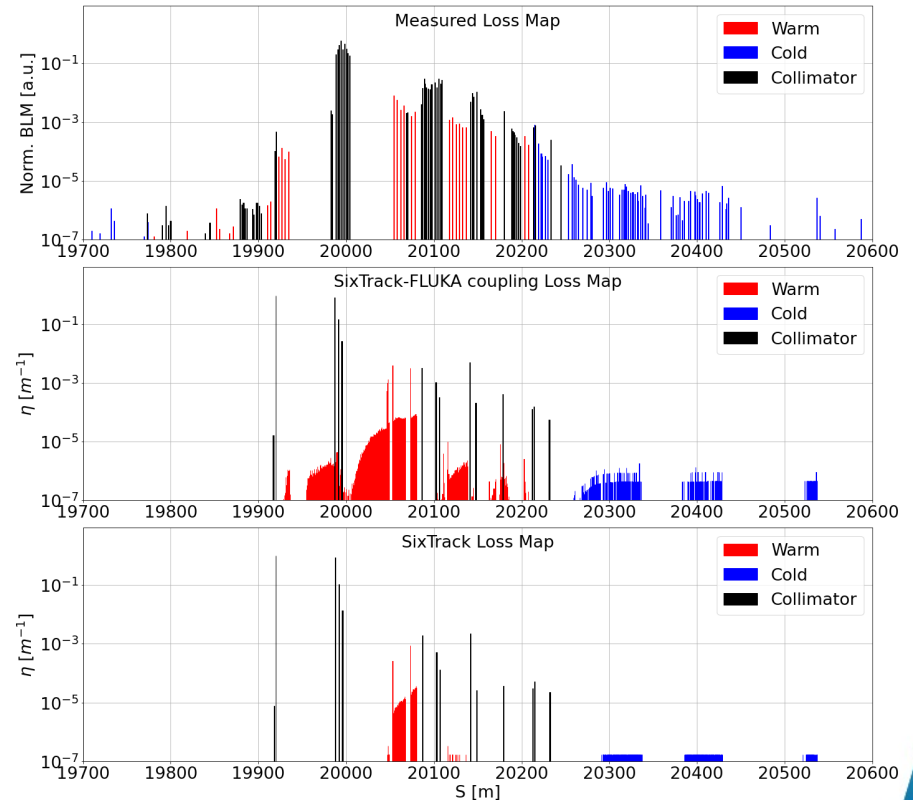 Measured Loss Map
Norm. BLM [a.u.]
10⁻¹
10⁻³
10⁻⁵
10⁻⁷
Warm
Cold
Collimator
19700 19800 19900 20000 20100 20200 20300 20400 20500 20600
SixTrack-FLUKA coupling Loss Map
η [m⁻¹]
10⁻¹
10⁻³
10⁻⁵
10⁻⁷
Warm
Cold
Collimator
19700 19800 19900 20000 20100 20200 20300 20400 20500 20600
SixTrack Loss Map
η [m⁻¹]
10⁻¹
10⁻³
10⁻⁵
10⁻⁷
Warm
Cold
Collimator
19700 19800 19900 20000 20100 20200 20300 20400 20500 20600
S [m]